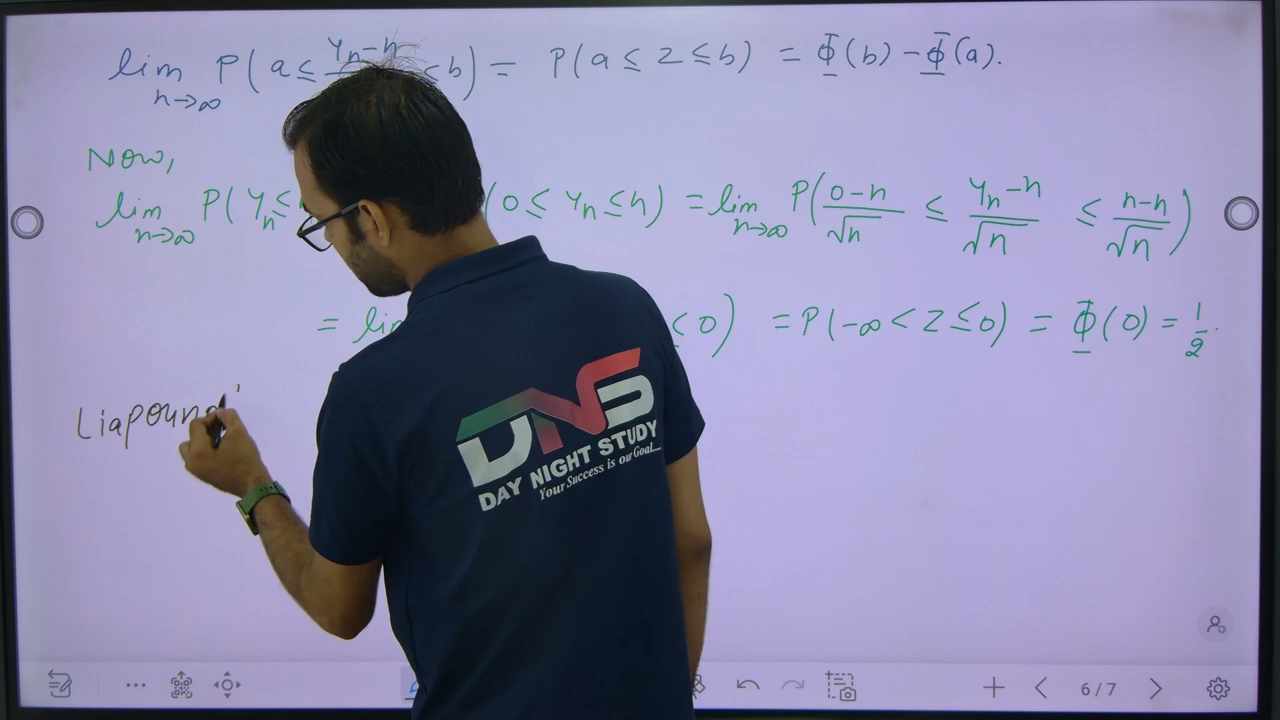 lim n→∞ P(a ≤ Yn-n ≤ b) = P(a ≤ Z ≤ b) = Φ(b) - Φ(a).
Now,
lim n→∞ P(Yn ≤ (0 ≤ Yn ≤ n) = lim n→∞ P(0-n/√n ≤ Yn-n/√n ≤ n-n/√n)
= lim ≤ 0) = P(-∞ < Z ≤ 0) = Φ(0) = 1/2.
Liapouno
DNS
DAY NIGHT STUDY
Your Success is our Goal....
6/7